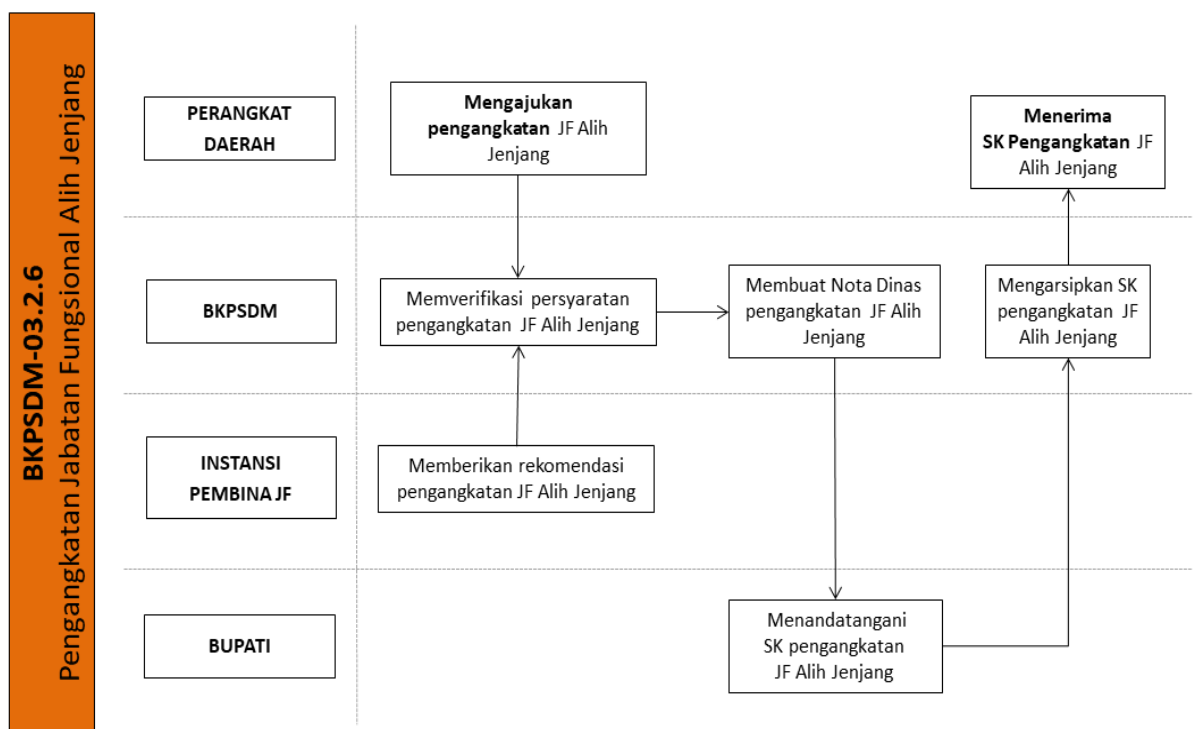 BKPSDM-03.2.6
Pengangkatan Jabatan Fungsional Alih Jenjang
PERANGKAT
DAERAH
Mengajukan
pengangkatan JF Alih
Jenjang
Menerima
SK Pengangkatan JF
Alih Jenjang
BKPSDM
Memverifikasi persyaratan
pengangkatan JF Alih Jenjang
Membuat Nota Dinas
pengangkatan JF Alih
Jenjang
Mengarsipkan SK
pengangkatan JF
Alih Jenjang
INSTANSI
PEMBINA JF
Memberikan rekomendasi
pengangkatan JF Alih Jenjang
BUPATI
Menandatangani
SK pengangkatan
JF Alih Jenjang